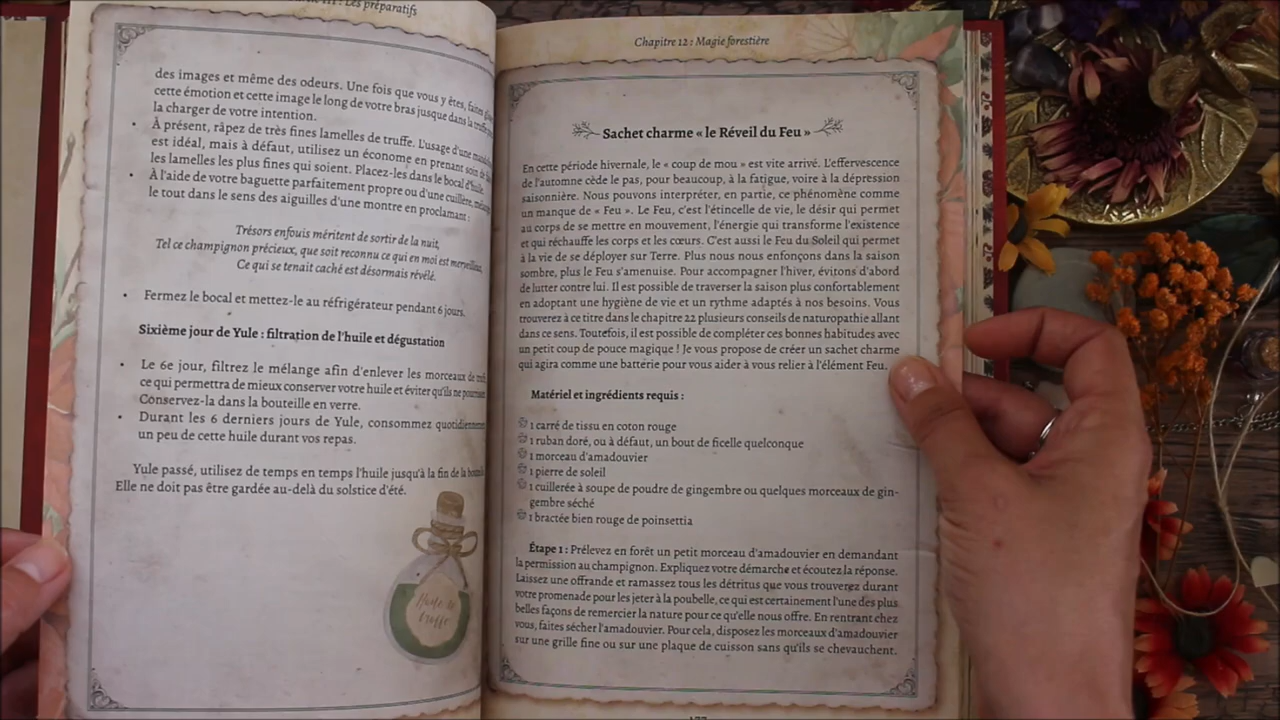 Les préparatifs
des images et même des odeurs. Une fois que vous y êtes, faites
cette émotion et cette image le long de votre bras jusque dans la truffe
la charger de votre intention.
• À présent, râpez de très fines lamelles de truffe. L'usage d'une
est idéal, mais à défaut, utilisez un économe en prenant soin de
les lamelles les plus fines qui soient. Placez-les dans le bocal d'huile.
• À l'aide de votre baguette parfaitement propre ou d'une cuillère,
le tout dans le sens des aiguilles d'une montre en proclamant :
Trésors enfouis méritent de sortir de la nuit,
Tel ce champignon précieux, que soit reconnu ce qui en moi est merveilleux,
Ce qui se tenait caché est désormais révélé.
• Fermez le bocal et mettez-le au réfrigérateur pendant 6 jours.
Sixième jour de Yule : filtration de l'huile et dégustation
• Le 6e jour, filtrez le mélange afin d'enlever les morceaux de
ce qui permettra de mieux conserver votre huile et éviter qu'ils ne
Conservez-la dans la bouteille en verre.
• Durant les 6 derniers jours de Yule, consommez quotidiennement
un peu de cette huile durant vos repas.
Yule passé, utilisez de temps en temps l'huile jusqu'à la fin de la
Elle ne doit pas être gardée au-delà du solstice d'été.
Huile de
truffe
Chapitre 12 : Magie forestière
Sachet charme « le Réveil du Feu »
En cette période hivernale, le « coup de mou » est vite arrivé. L'effervescence
de l'automne cède le pas, pour beaucoup, à la fatigue, voire à la dépression
saisonnière. Nous pouvons interpréter, en partie, ce phénomène comme
un manque de « Feu ». Le Feu, c'est l'étincelle de vie, le désir qui permet
au corps de se mettre en mouvement, l'énergie qui transforme l'existence
et qui réchauffe les corps et les cœurs. C'est aussi le Feu du Soleil qui permet
à la vie de se déployer sur Terre. Plus nous nous enfonçons dans la saison
sombre, plus le Feu s'amenuise. Pour accompagner l'hiver, évitons d'abord
de lutter contre lui. Il est possible de traverser la saison plus confortablement
en adoptant une hygiène de vie et un rythme adaptés à nos besoins. Vous
trouverez à ce titre dans le chapitre 22 plusieurs conseils de naturopathie allant
dans ce sens. Toutefois, il est possible de compléter ces bonnes habitudes avec
un petit coup de pouce magique ! Je vous propose de créer un sachet charme
qui agira comme une batterie pour vous aider à vous relier à l'élément Feu.
Matériel et ingrédients requis :
1 carré de tissu en coton rouge
1 ruban doré, ou à défaut, un bout de ficelle quelconque
1 morceau d'amadouvier
1 pierre de soleil
1 cuillerée à soupe de poudre de gingembre ou quelques morceaux de gin-
gembre séché
1 bractée bien rouge de poinsettia
Étape 1 : Prélevez en forêt un petit morceau d'amadouvier en demandant
la permission au champignon. Expliquez votre démarche et écoutez la réponse.
Laissez une offrande et ramassez tous les détritus que vous trouverez durant
votre promenade pour les jeter à la poubelle, ce qui est certainement l'une des plus
belles façons de remercier la nature pour ce qu'elle nous offre. En rentrant chez
vous, faites sécher l'amadouvier. Pour cela, disposez les morceaux d'amadouvier
sur une grille fine ou sur une plaque de cuisson sans qu'ils se chevauchent.